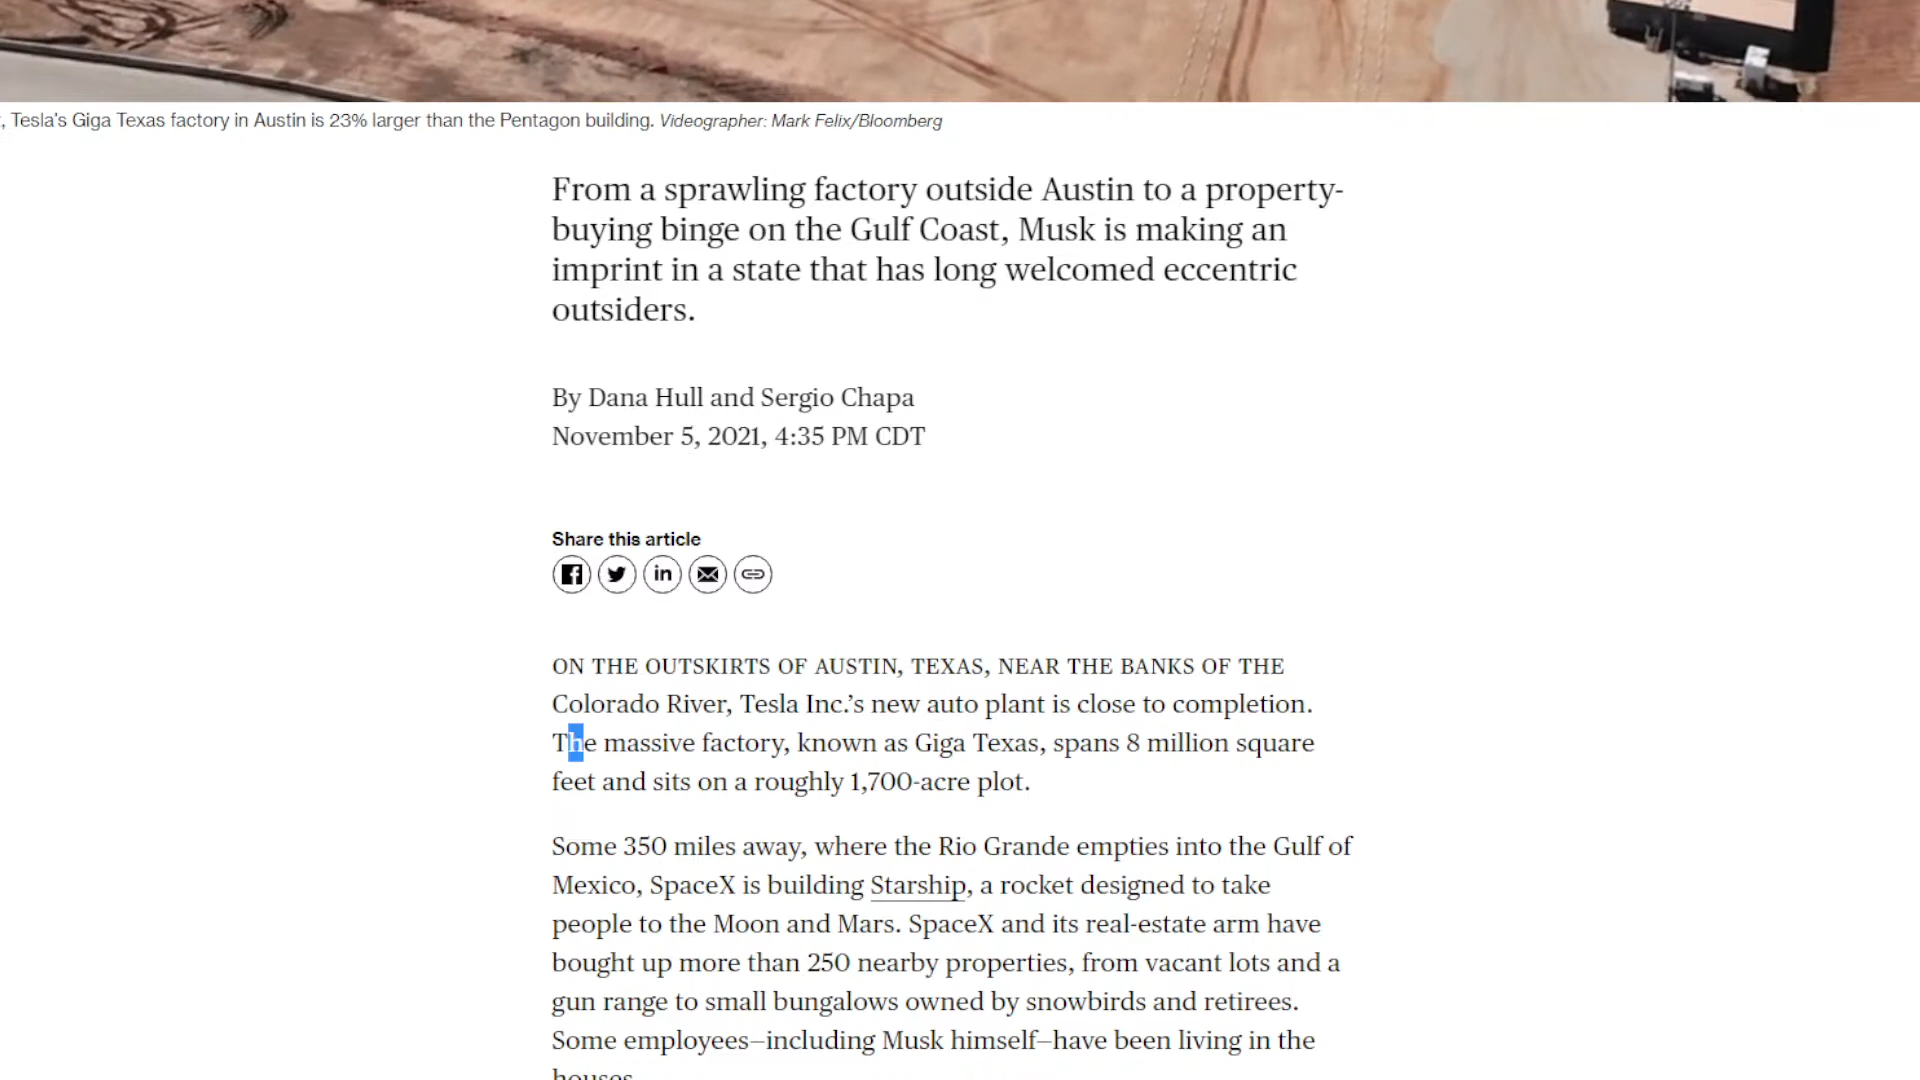 , Tesla's Giga Texas factory in Austin is 23% larger than the Pentagon building. Videographer: Mark Felix/Bloomberg
From a sprawling factory outside Austin to a property-
buying binge on the Gulf Coast, Musk is making an
imprint in a state that has long welcomed eccentric
outsiders.
By Dana Hull and Sergio Chapa
November 5, 2021, 4:35 PM CDT
Share this article
ON THE OUTSKIRTS OF AUSTIN, TEXAS, NEAR THE BANKS OF THE
Colorado River, Tesla Inc.’s new auto plant is close to completion.
The massive factory, known as Giga Texas, spans 8 million square
feet and sits on a roughly 1,700-acre plot.
Some 350 miles away, where the Rio Grande empties into the Gulf of
Mexico, SpaceX is building Starship, a rocket designed to take
people to the Moon and Mars. SpaceX and its real-estate arm have
bought up more than 250 nearby properties, from vacant lots and a
gun range to small bungalows owned by snowbirds and retirees.
Some employees—including Musk himself—have been living in the
houses.